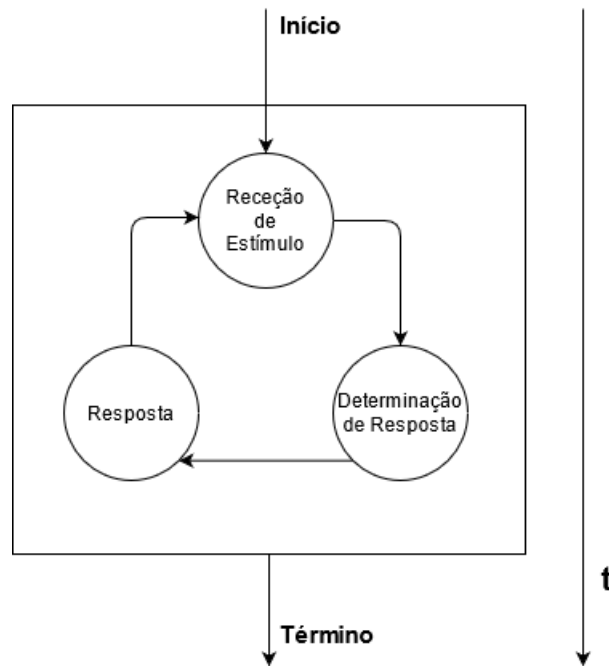 Início
Receção
de
Estímulo
Resposta
Determinação
de Resposta
t
Término